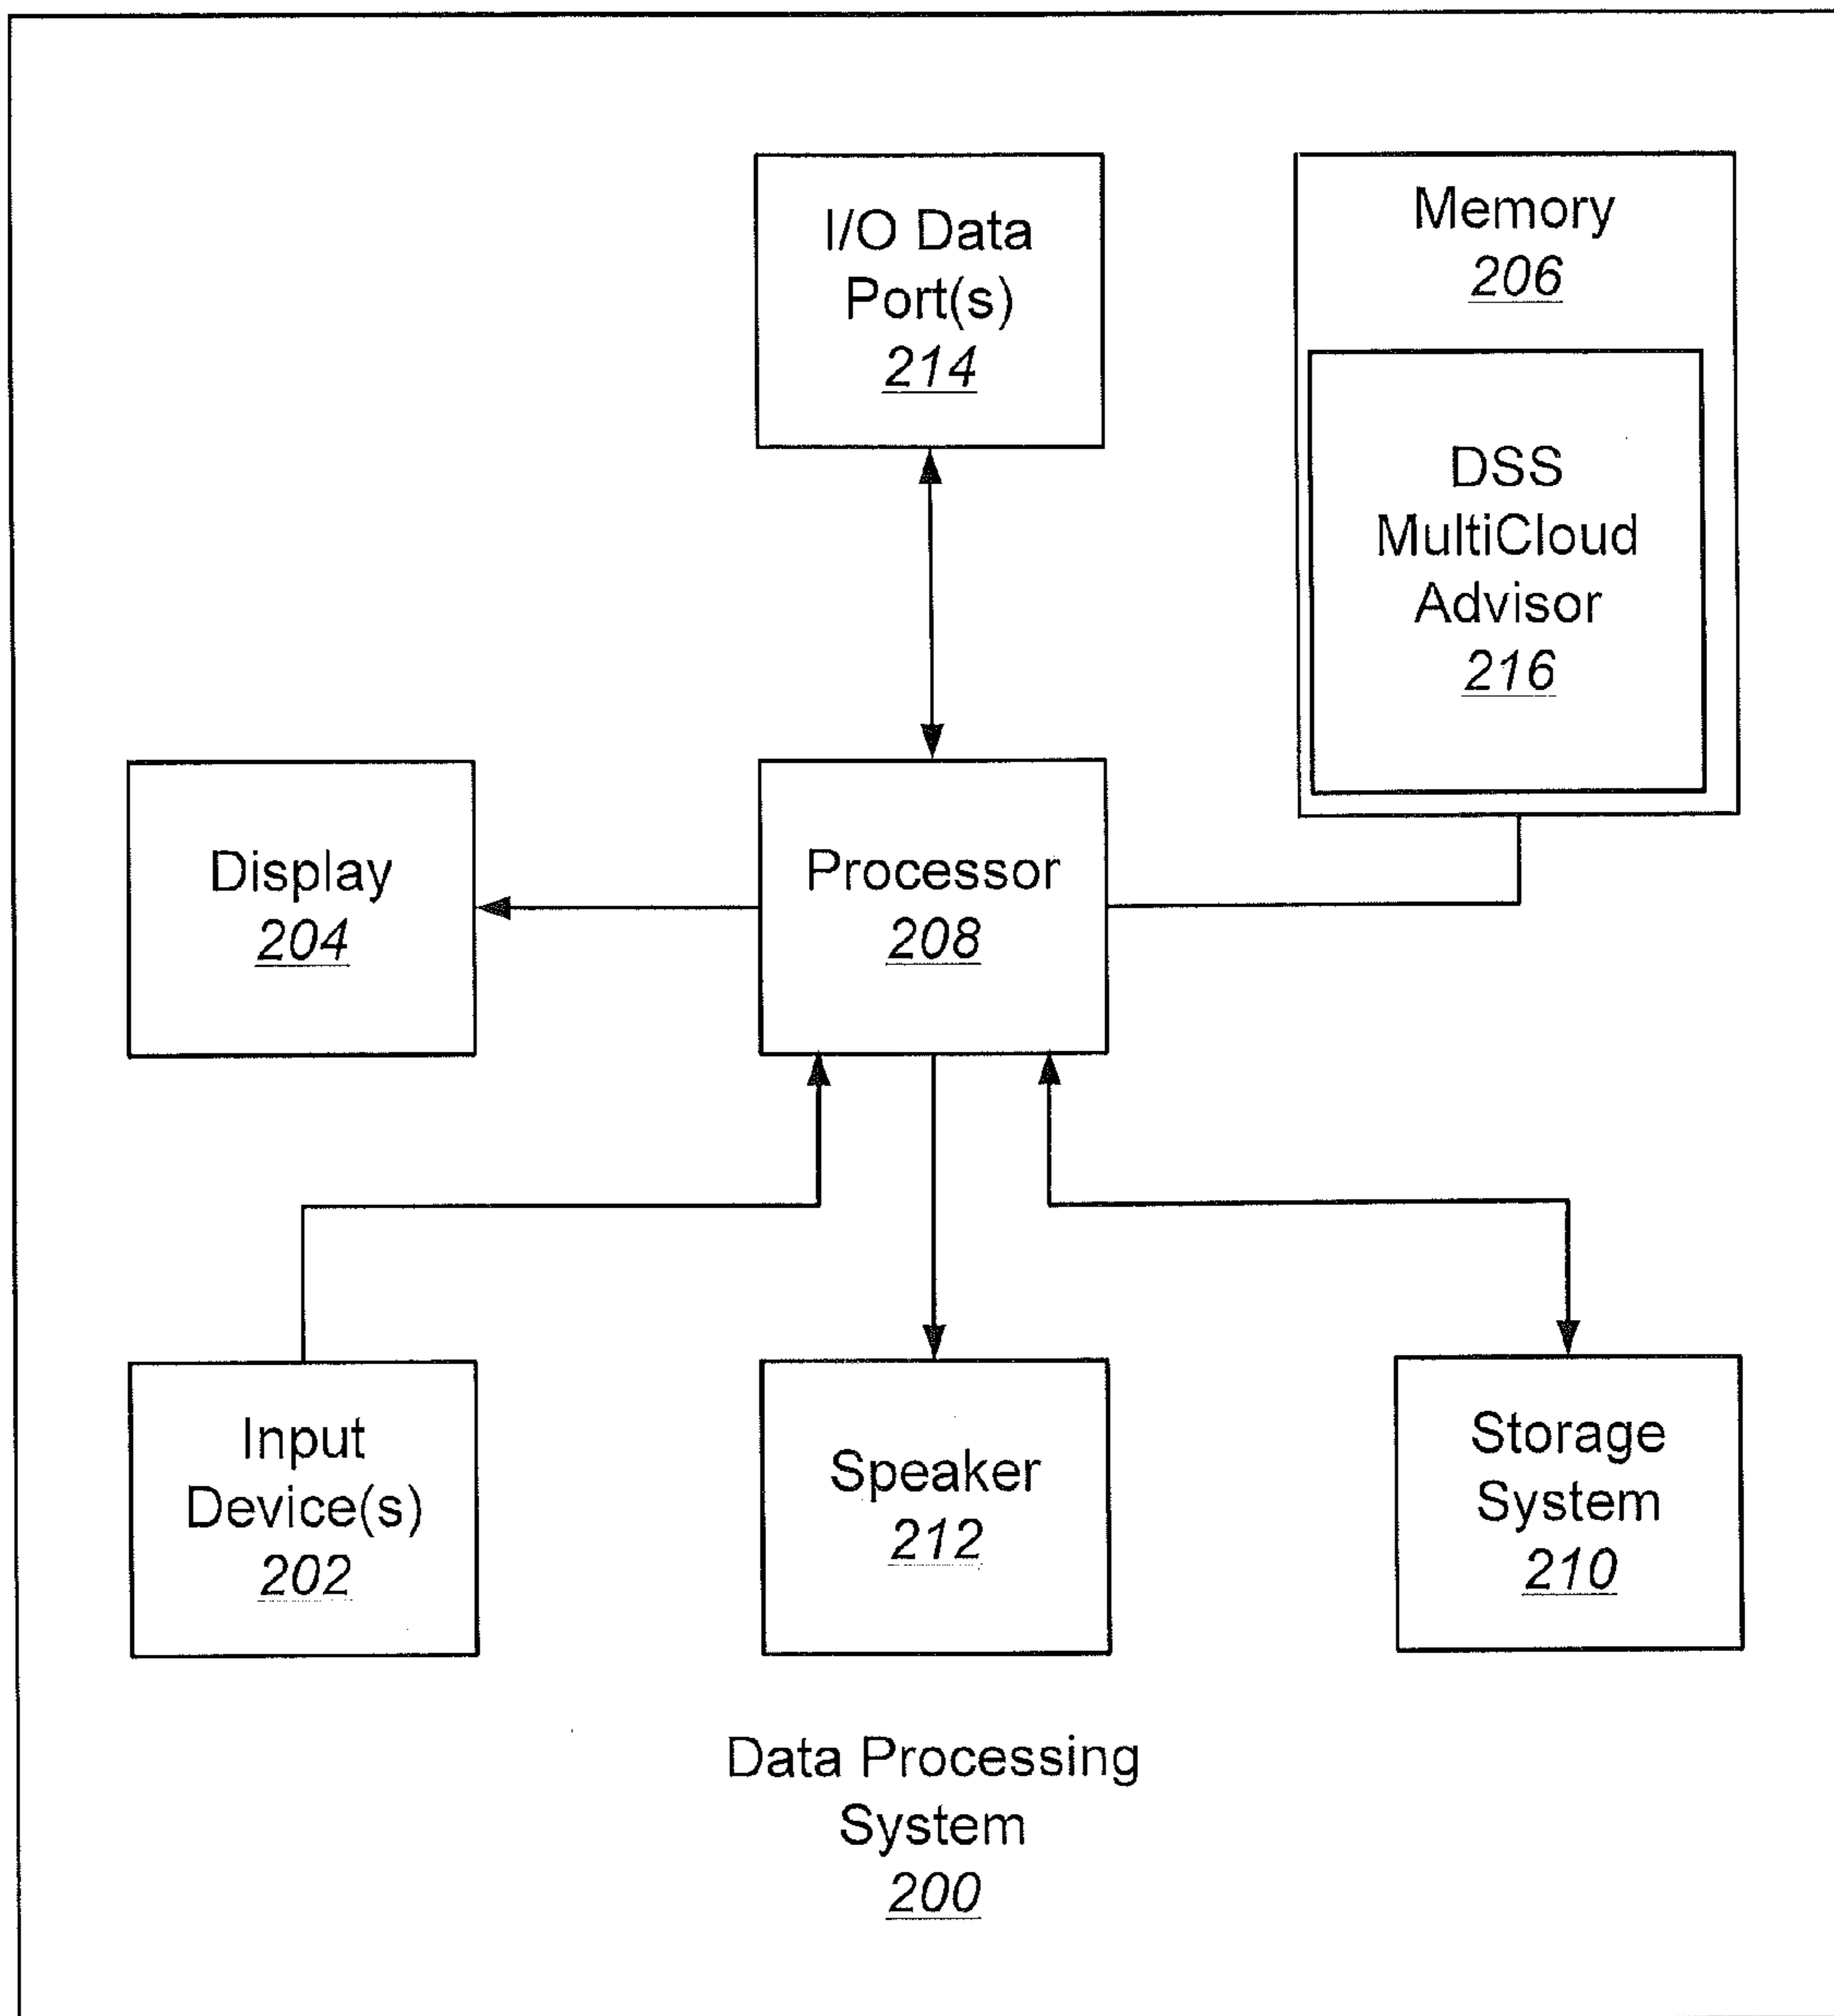 I/O Data
Port(s)
214
Memory
206
DSS
MultiCloud
Advisor
216
Display
204
Processor
208
Input
Device(s)
202
Speaker
212
Storage
System
210
Data Processing
System
200